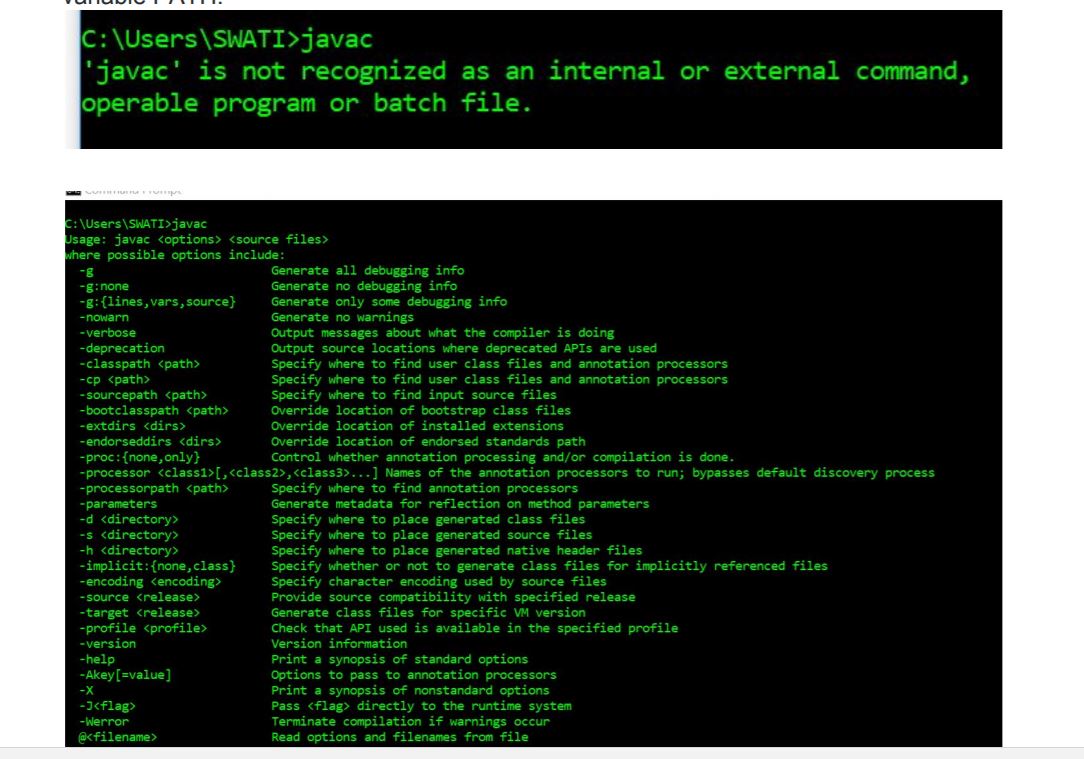 variable PATH.
C:\Users\SWATI>javac
'javac' is not recognized as an internal or external command,
operable program or batch file.
Command Prompt
C:\Users\SWATI>javac
Usage: javac <options> <source files>
where possible options include:
  -g                         Generate all debugging info
  -g:none                    Generate no debugging info
  -g:{lines,vars,source}     Generate only some debugging info
  -nowarn                    Generate no warnings
  -verbose                   Output messages about what the compiler is doing
  -deprecation               Output source locations where deprecated APIs are used
  -classpath <path>          Specify where to find user class files and annotation processors
  -cp <path>                 Specify where to find user class files and annotation processors
  -sourcepath <path>         Specify where to find input source files
  -bootclasspath <path>      Override location of bootstrap class files
  -extdirs <dirs>            Override location of installed extensions
  -endorseddirs <dirs>       Override location of endorsed standards path
  -proc:{none,only}          Control whether annotation processing and/or compilation is done.
  -processor <class1>[,<class2>,<class3>...] Names of the annotation processors to run; bypasses default discovery process
  -processorpath <path>      Specify where to find annotation processors
  -parameters                Generate metadata for reflection on method parameters
  -d <directory>             Specify where to place generated class files
  -s <directory>             Specify where to place generated source files
  -h <directory>             Specify where to place generated native header files
  -implicit:{none,class}     Specify whether or not to generate class files for implicitly referenced files
  -encoding <encoding>       Specify character encoding used by source files
  -source <release>          Provide source compatibility with specified release
  -target <release>          Generate class files for specific VM version
  -profile <profile>         Check that API used is available in the specified profile
  -version                   Version information
  -help                      Print a synopsis of standard options
  -Akey[=value]              Options to pass to annotation processors
  -X                         Print a synopsis of nonstandard options
  -J<flag>                   Pass <flag> directly to the runtime system
  -Werror                    Terminate compilation if warnings occur
  @<filename>                Read options and filenames from file